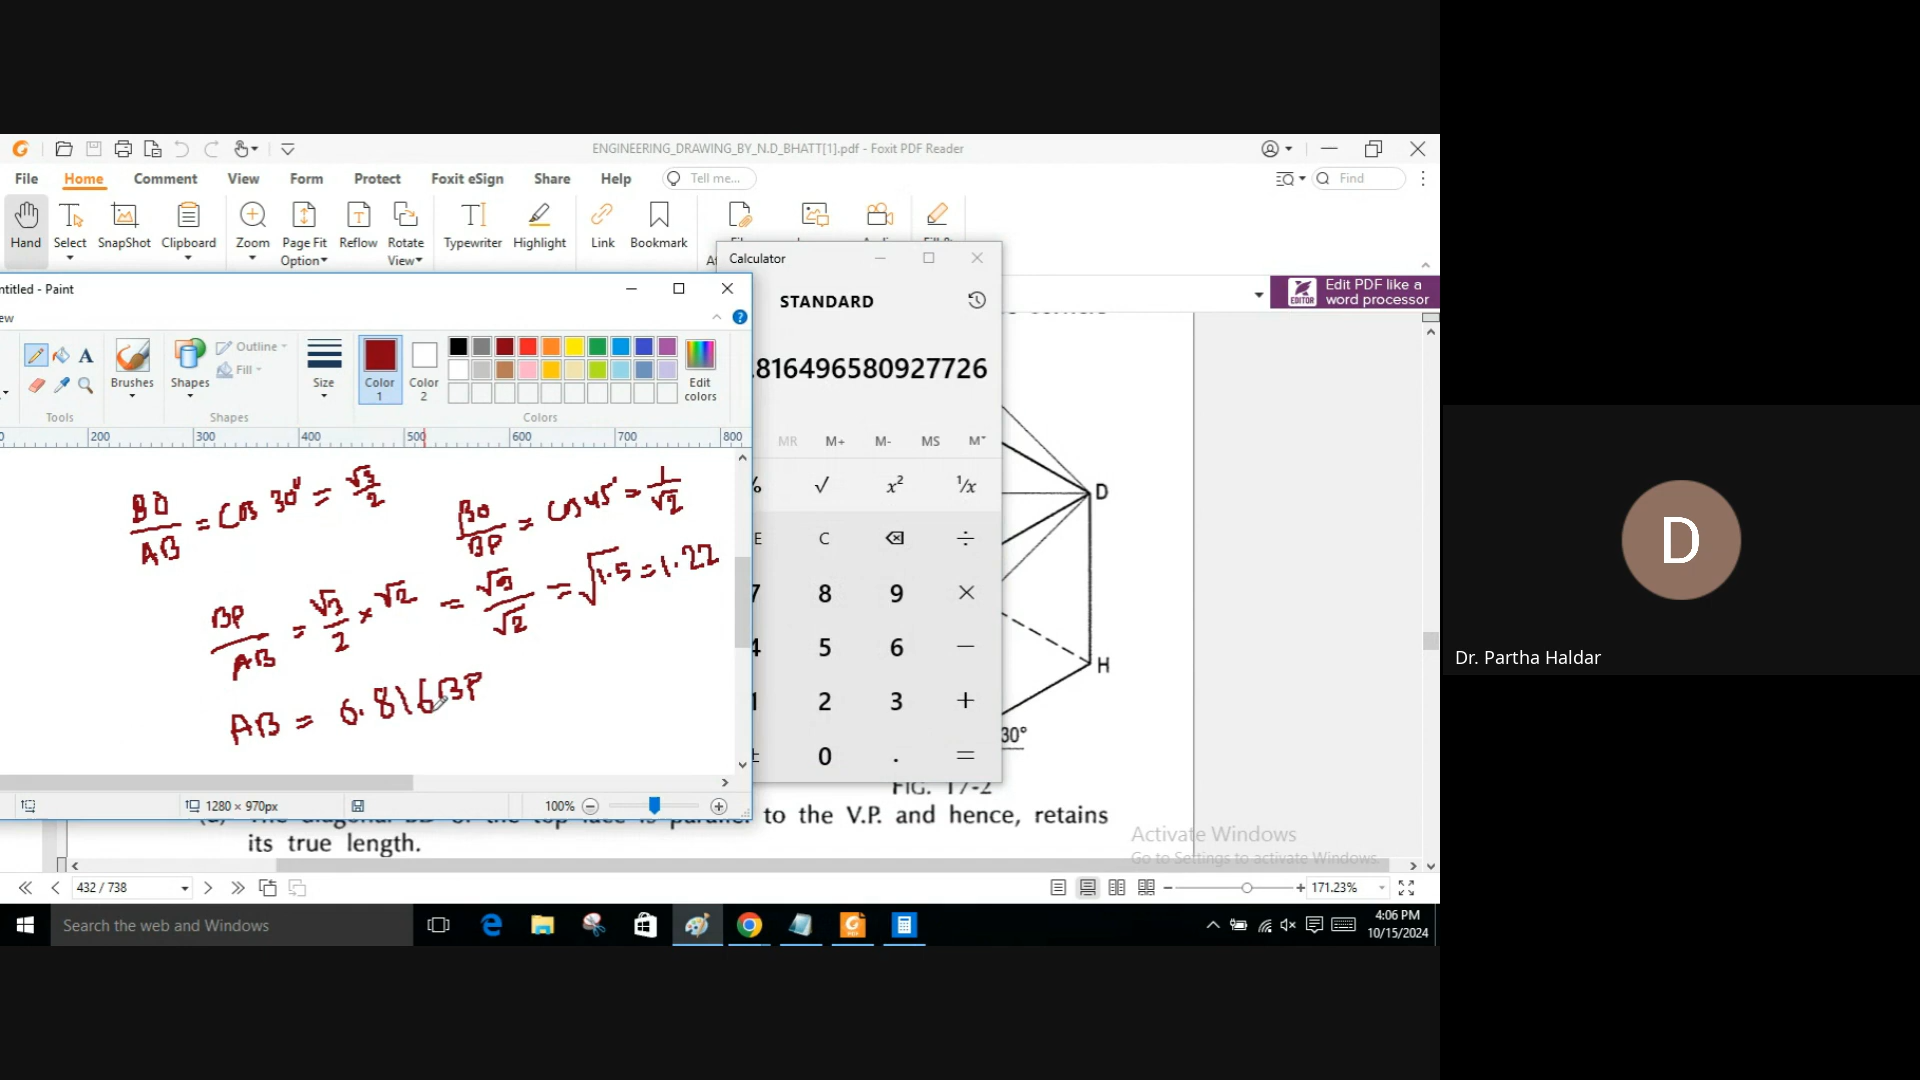 ENGINEERING_DRAWING_BY_N.D_BHATT[1].pdf - Foxit PDF Reader
File Home Comment View Form Protect Foxit eSign Share Help Tell me... Find
Hand Select SnapShot Clipboard Zoom Page Fit Option Reflow Rotate View Typewriter Highlight Link Bookmark
Calculator
ntitled - Paint
STANDARD
Edit PDF like a
word processor
EDITOR
ew
.816496580927726
Outline
Fill
Brushes Shapes Size Color 1 Color 2 Edit colors
Tools Shapes Colors
200 300 400 500 600 700 800
MR M+ M- MS M˅
% √ x² ¹/x
E C ÷
7 8 9 ×
4 5 6 −
1 2 3 +
± 0 . =
BO/AB = Cos 30° = √3/2
BO/BP = cos 45° = 1/√2
BP/AB = √3/2 × √2 = √3/√2 = √1.5 = 1.22
AB = 0.816BP
D
H
30°
FIG. 17-2
1280 × 970px 100%
to the V.P. and hence, retains
its true length.
Activate Windows
Go to Settings to activate Windows.
432 / 738 171.23%
Search the web and Windows
4:06 PM
10/15/2024
D
Dr. Partha Haldar